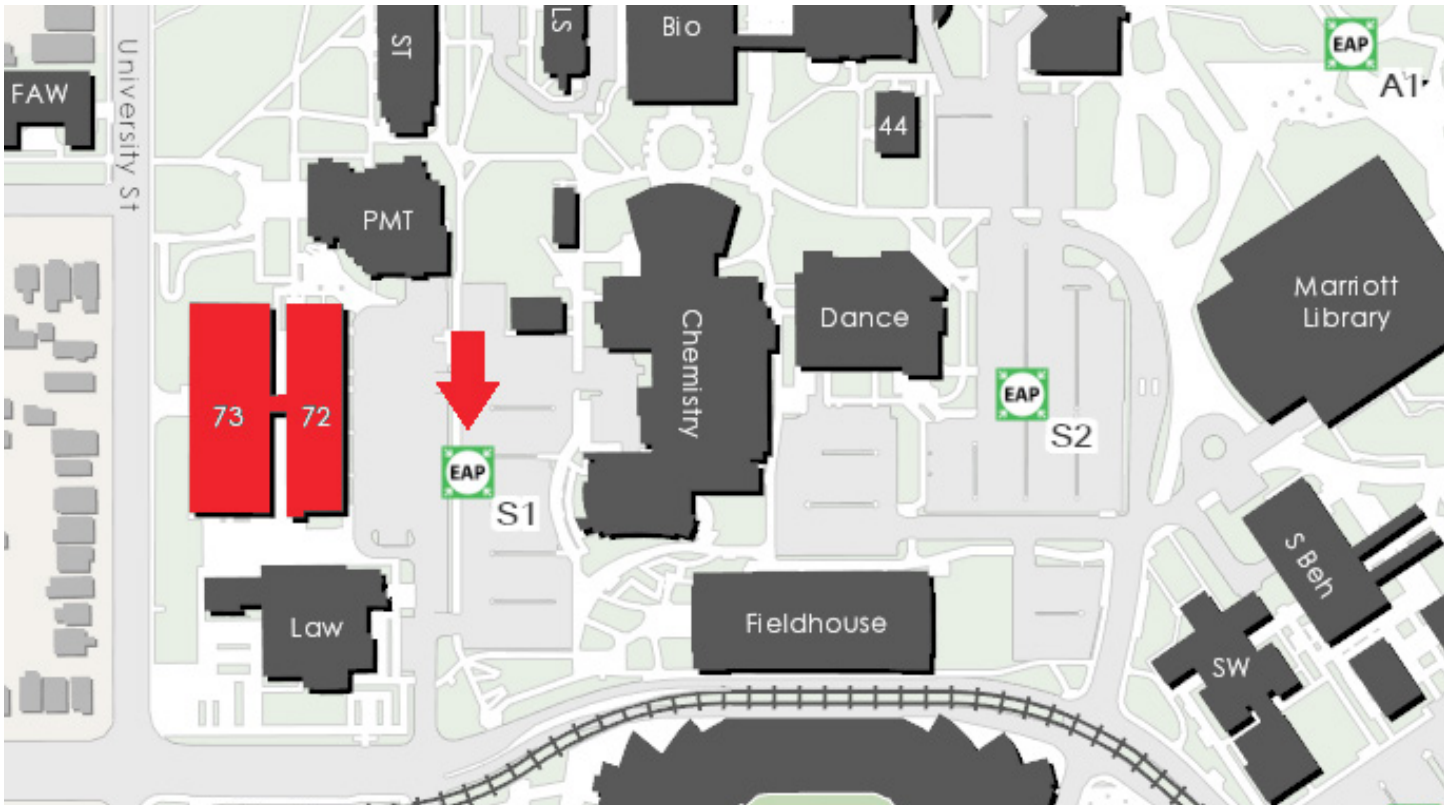 University St
FAW
ST
LS
Bio
44
EAP
A1
PMT
73
72
Chemistry
Dance
Marriott
Library
EAP
S1
EAP
S2
Law
Fieldhouse
S Beh
SW